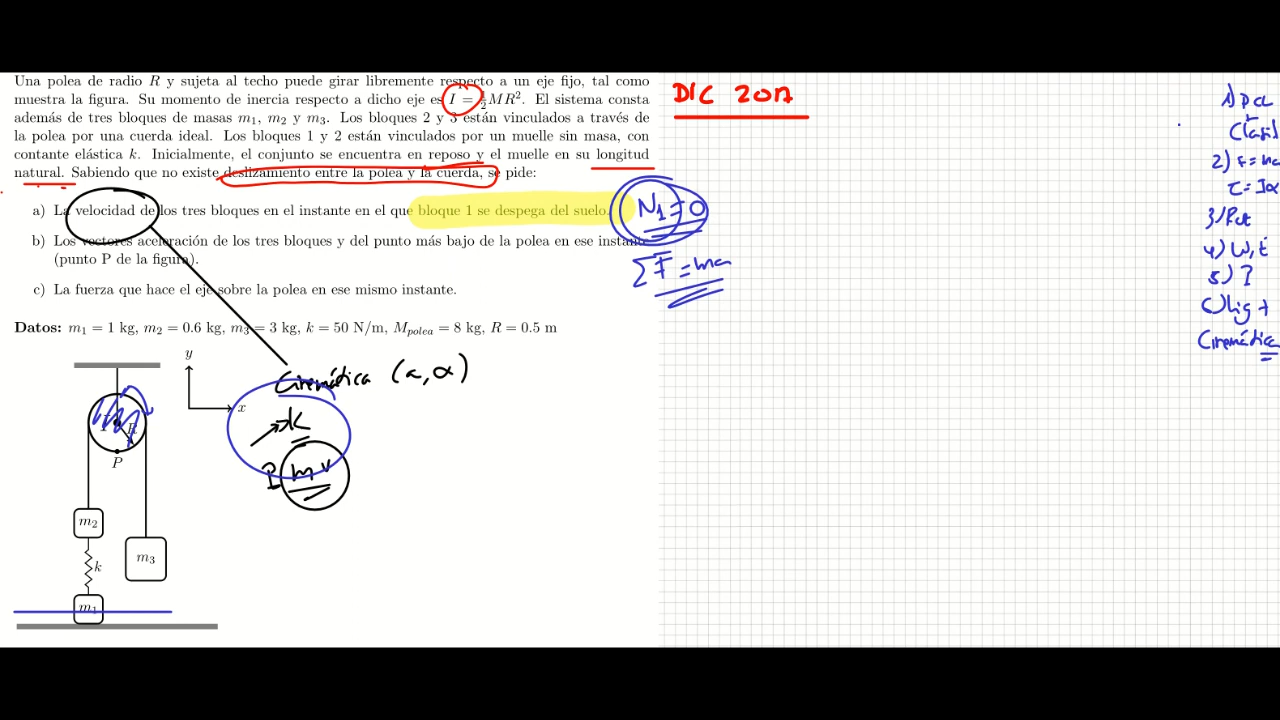 Una polea de radio R y sujeta al techo puede girar libremente respecto a un eje fijo, tal como
muestra la figura. Su momento de inercia respecto a dicho eje es I = ½MR². El sistema consta
además de tres bloques de masas m₁, m₂ y m₃. Los bloques 2 y 3 están vinculados a través de
la polea por una cuerda ideal. Los bloques 1 y 2 están vinculados por un muelle sin masa, con
contante elástica k. Inicialmente, el conjunto se encuentra en reposo y el muelle en su longitud
natural. Sabiendo que no existe deslizamiento entre la polea y la cuerda, se pide:
a) La velocidad de los tres bloques en el instante en el que bloque 1 se despega del suelo.
b) Los vectores aceleración de los tres bloques y del punto más bajo de la polea en ese instante
(punto P de la figura).
c) La fuerza que hace el eje sobre la polea en ese mismo instante.
Datos: m₁ = 1 kg, m₂ = 0.6 kg, m₃ = 3 kg, k = 50 N/m, Mpolea = 8 kg, R = 0.5 m
y
x
R
P
m₂
k
m₃
m₁
Cinemática (a, α)
K
mv
DIC 2017
N₁ = 0
∑F = ma
1) DCL
2) F = ma
τ = Iα
3)
4) W, E
5) I
Lig +
Cinemática